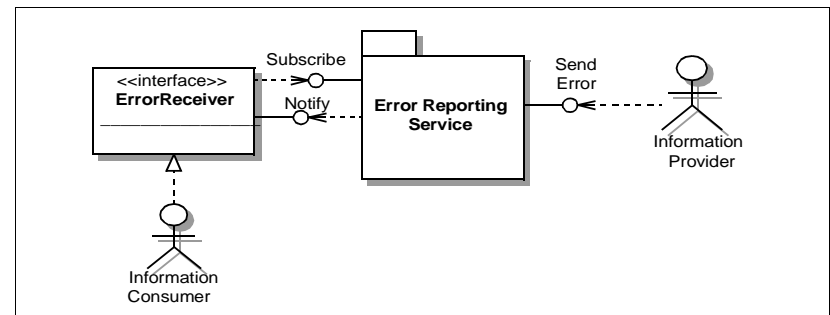 Subscribe
<<interface>>
ErrorReceiver
Notify
Error Reporting
Service
Send
Error
Information
Provider
Information
Consumer